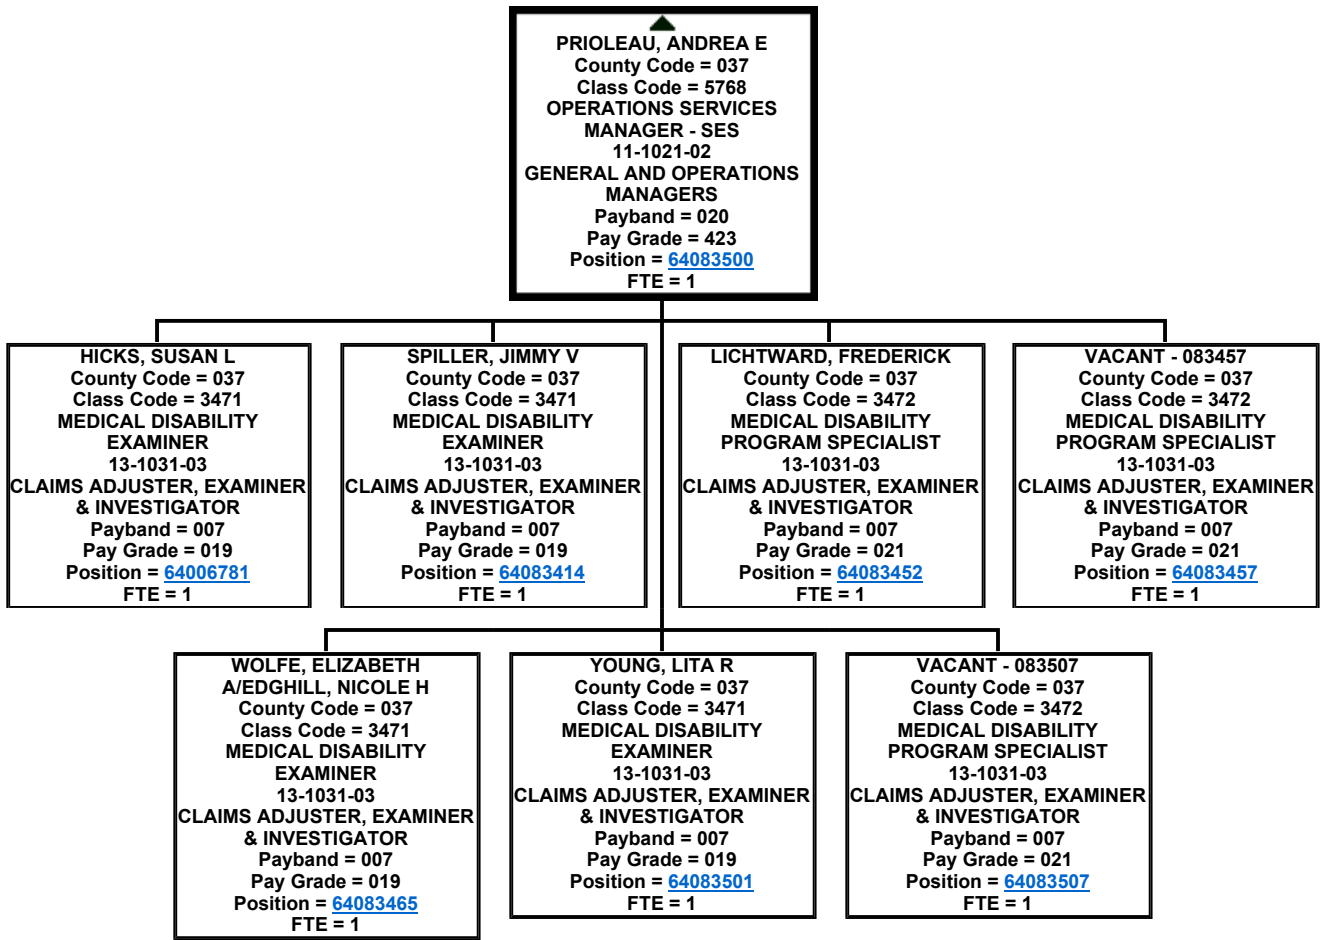 PRIOLEAU, ANDREA E
County Code = 037
Class Code = 5768
OPERATIONS SERVICES
MANAGER - SES
11-1021-02
GENERAL AND OPERATIONS
MANAGERS
Payband = 020
Pay Grade = 423
Position = 64083500
FTE = 1
HICKS, SUSAN L
County Code = 037
Class Code = 3471
MEDICAL DISABILITY
EXAMINER
13-1031-03
CLAIMS ADJUSTER, EXAMINER
& INVESTIGATOR
Payband = 007
Pay Grade = 019
Position = 64006781
FTE = 1
SPILLER, JIMMY V
County Code = 037
Class Code = 3471
MEDICAL DISABILITY
EXAMINER
13-1031-03
CLAIMS ADJUSTER, EXAMINER
& INVESTIGATOR
Payband = 007
Pay Grade = 019
Position = 64083414
FTE = 1
LICHTWARD, FREDERICK
County Code = 037
Class Code = 3472
MEDICAL DISABILITY
PROGRAM SPECIALIST
13-1031-03
CLAIMS ADJUSTER, EXAMINER
& INVESTIGATOR
Payband = 007
Pay Grade = 021
Position = 64083452
FTE = 1
VACANT - 083457
County Code = 037
Class Code = 3472
MEDICAL DISABILITY
PROGRAM SPECIALIST
13-1031-03
CLAIMS ADJUSTER, EXAMINER
& INVESTIGATOR
Payband = 007
Pay Grade = 021
Position = 64083457
FTE = 1
WOLFE, ELIZABETH
A/EDGHILL, NICOLE H
County Code = 037
Class Code = 3471
MEDICAL DISABILITY
EXAMINER
13-1031-03
CLAIMS ADJUSTER, EXAMINER
& INVESTIGATOR
Payband = 007
Pay Grade = 019
Position = 64083465
FTE = 1
YOUNG, LITA R
County Code = 037
Class Code = 3471
MEDICAL DISABILITY
EXAMINER
13-1031-03
CLAIMS ADJUSTER, EXAMINER
& INVESTIGATOR
Payband = 007
Pay Grade = 019
Position = 64083501
FTE = 1
VACANT - 083507
County Code = 037
Class Code = 3472
MEDICAL DISABILITY
PROGRAM SPECIALIST
13-1031-03
CLAIMS ADJUSTER, EXAMINER
& INVESTIGATOR
Payband = 007
Pay Grade = 021
Position = 64083507
FTE = 1